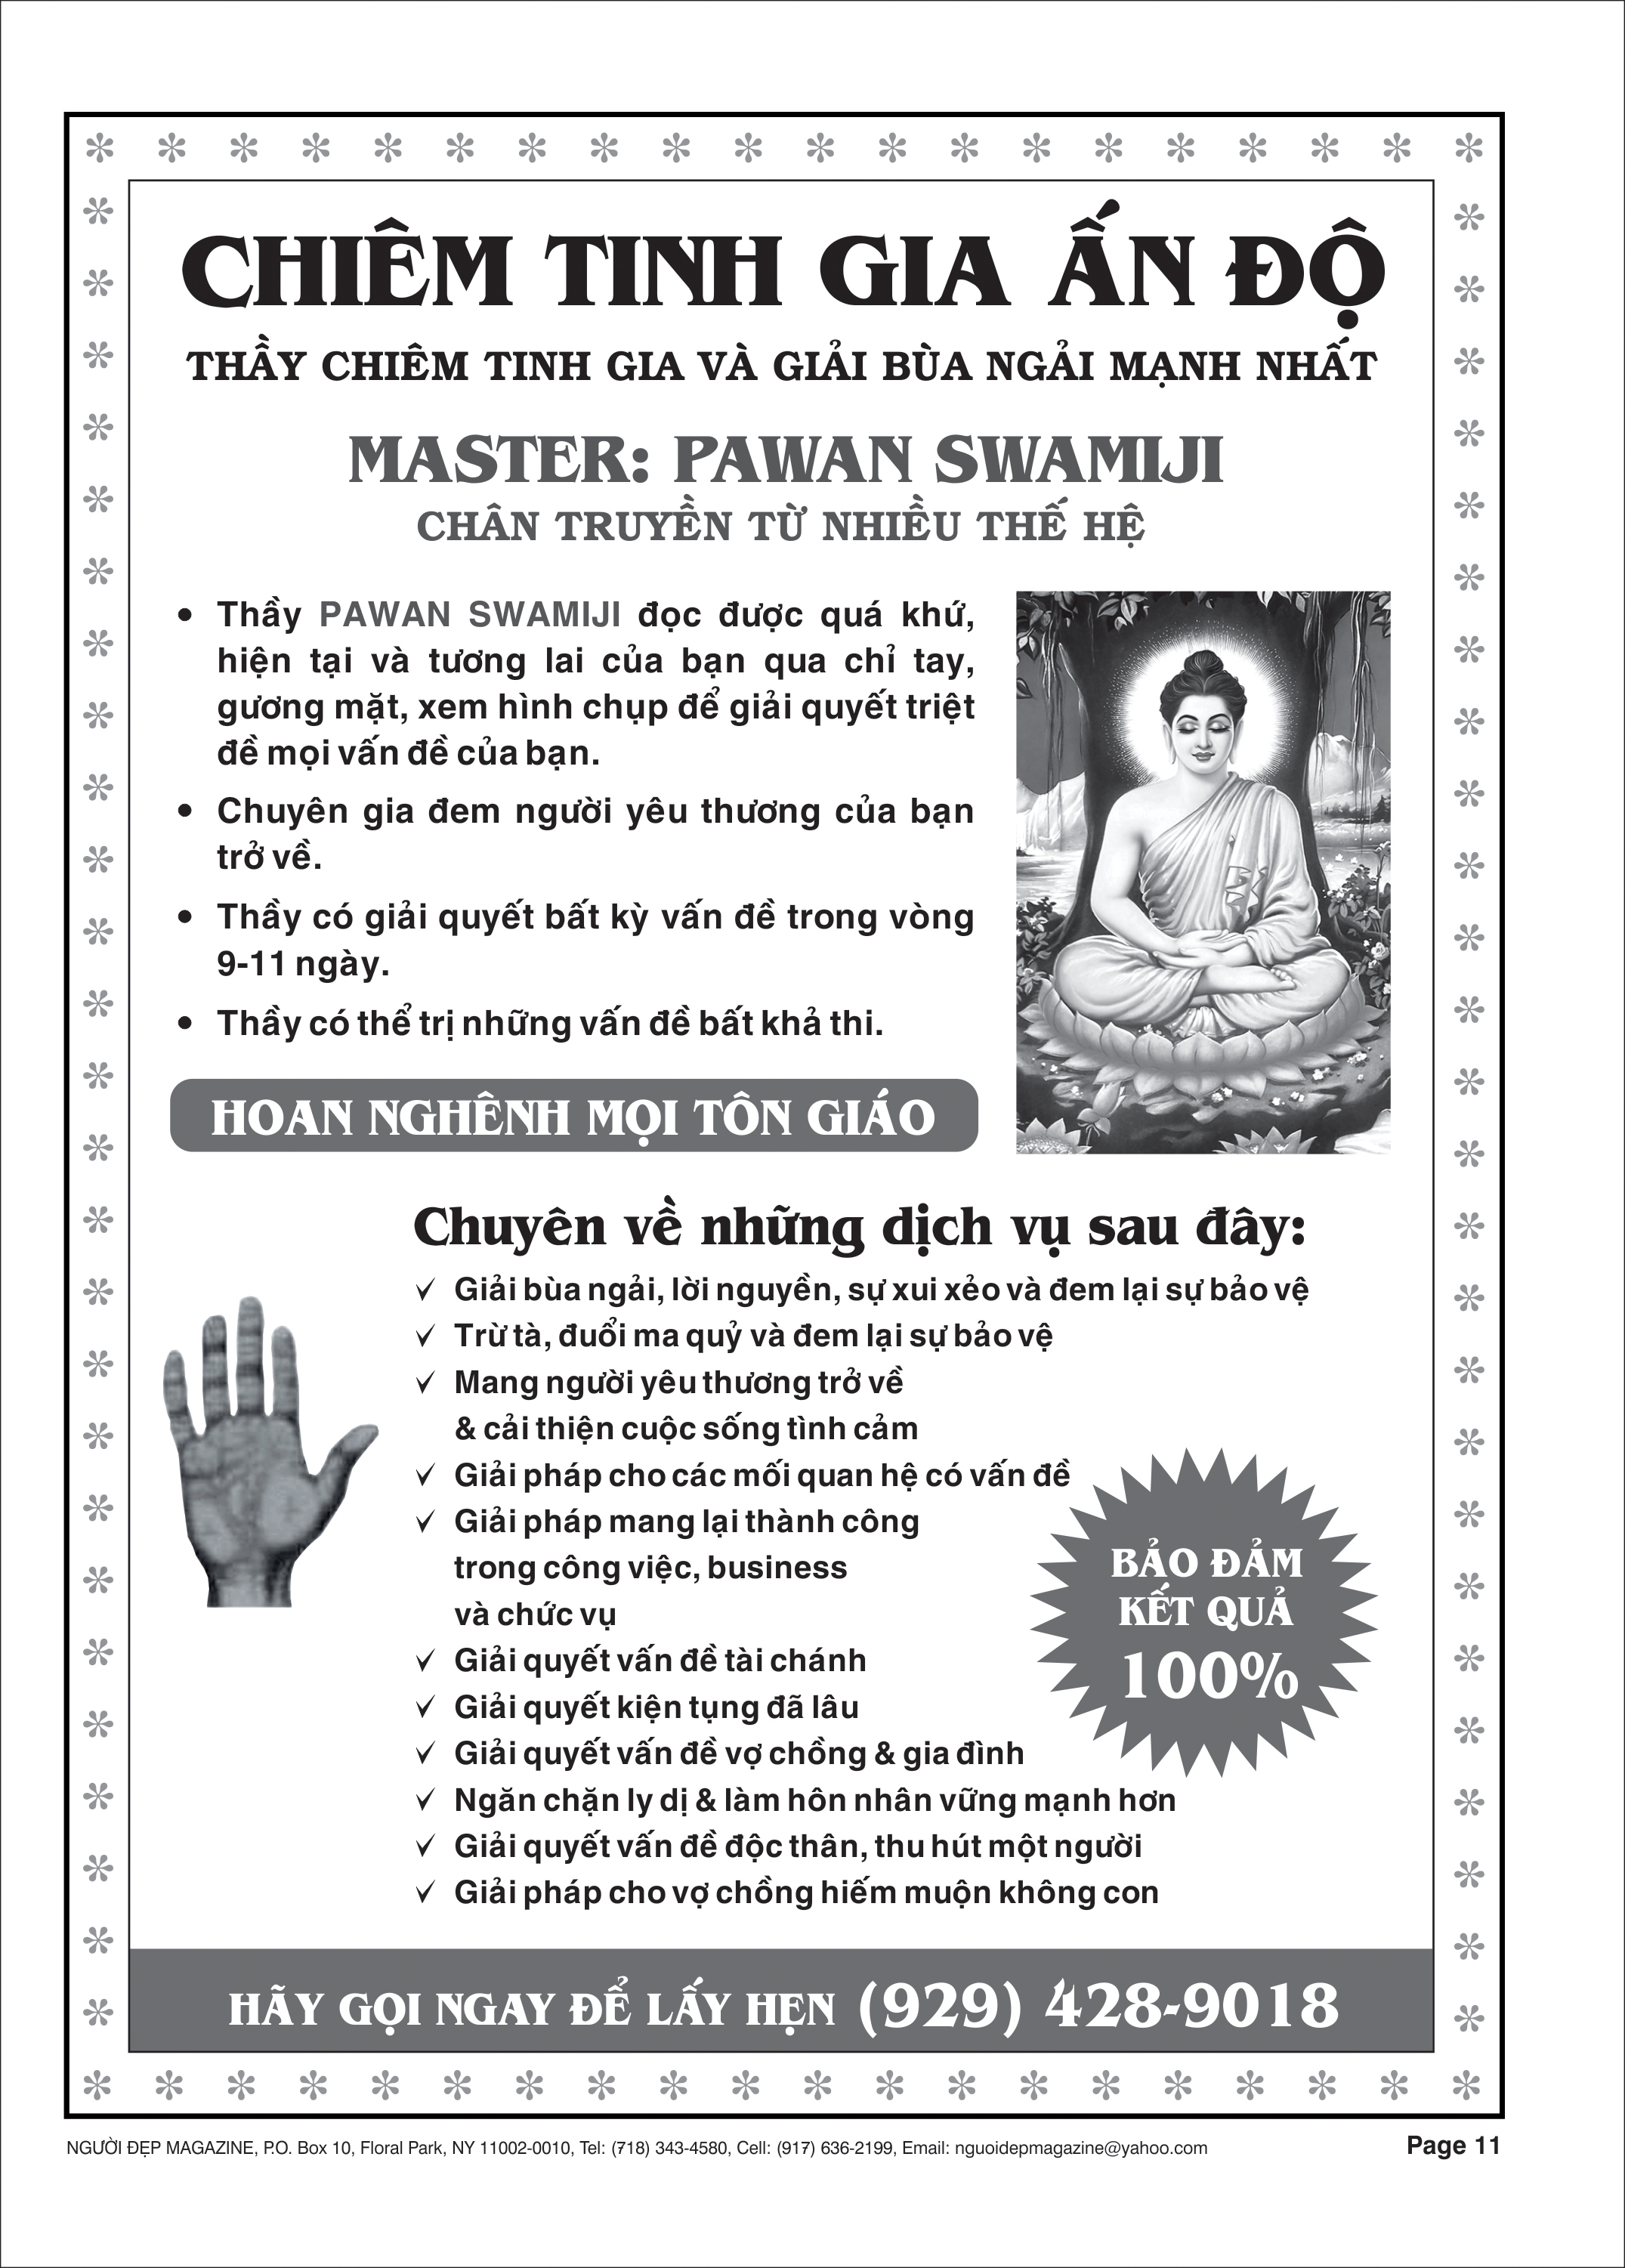 CHIÊM TINH GIA ẤN ĐỘ
THẦY CHIÊM TINH GIA VÀ GIẢI BÙA NGẢI MẠNH NHẤT
MASTER: PAWAN SWAMIJI
CHÂN TRUYỀN TỪ NHIỀU THẾ HỆ
• Thầy PAWAN SWAMIJI đọc được quá khứ,
hiện tại và tương lai của bạn qua chỉ tay,
gương mặt, xem hình chụp để giải quyết triệt
đề mọi vấn đề của bạn.
• Chuyên gia đem người yêu thương của bạn
trở về.
• Thầy có giải quyết bất kỳ vấn đề trong vòng
9-11 ngày.
• Thầy có thể trị những vấn đề bất khả thi.
HOAN NGHÊNH MỌI TÔN GIÁO
Chuyên về những dịch vụ sau đây:
✓ Giải bùa ngải, lời nguyền, sự xui xẻo và đem lại sự bảo vệ
✓ Trừ tà, đuổi ma quỷ và đem lại sự bảo vệ
✓ Mang người yêu thương trở về
& cải thiện cuộc sống tình cảm
✓ Giải pháp cho các mối quan hệ có vấn đề
✓ Giải pháp mang lại thành công
trong công việc, business
và chức vụ
✓ Giải quyết vấn đề tài chánh
✓ Giải quyết kiện tụng đã lâu
✓ Giải quyết vấn đề vợ chồng & gia đình
✓ Ngăn chặn ly dị & làm hôn nhân vững mạnh hơn
✓ Giải quyết vấn đề độc thân, thu hút một người
✓ Giải pháp cho vợ chồng hiếm muộn không con
BẢO ĐẢM
KẾT QUẢ
100%
HÃY GỌI NGAY ĐỂ LẤY HẸN (929) 428-9018
NGƯỜI ĐẸP MAGAZINE, P.O. Box 10, Floral Park, NY 11002-0010, Tel: (718) 343-4580, Cell: (917) 636-2199, Email: nguoidepmagazine@yahoo.com
Page 11